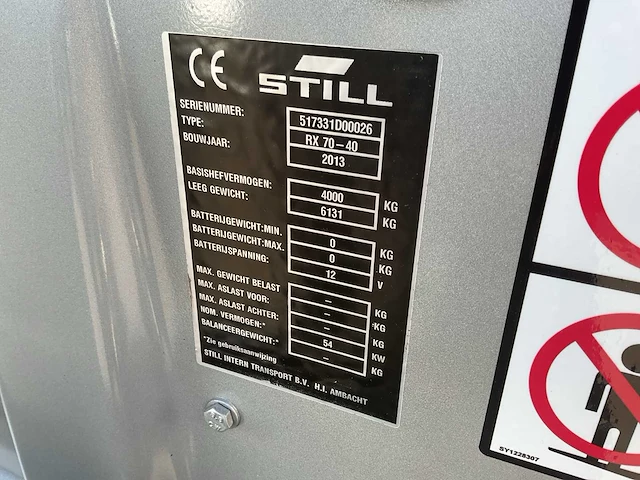 CE STILL
SERIENUMMER: 517331D00026
TYPE: RX 70-40
BOUWJAAR: 2013
BASISHEFVERMOGEN: 4000 KG
LEEG GEWICHT: 6131 KG
BATTERIJGEWICHT:MIN. 0 KG
BATTERIJGEWICHT:MAX. 0 KG
BATTERIJSPANNING: 12 V
MAX. GEWICHT BELAST – KG
MAX. ASLAST VOOR: – KG
MAX. ASLAST ACHTER: – KG
NOM. VERMOGEN:* 54 KW
BALANCEERGEWICHT:* – KG
*Zie gebruiksaanwijzing
STILL INTERN TRANSPORT B.V. H.I. AMBACHT
SY1228307